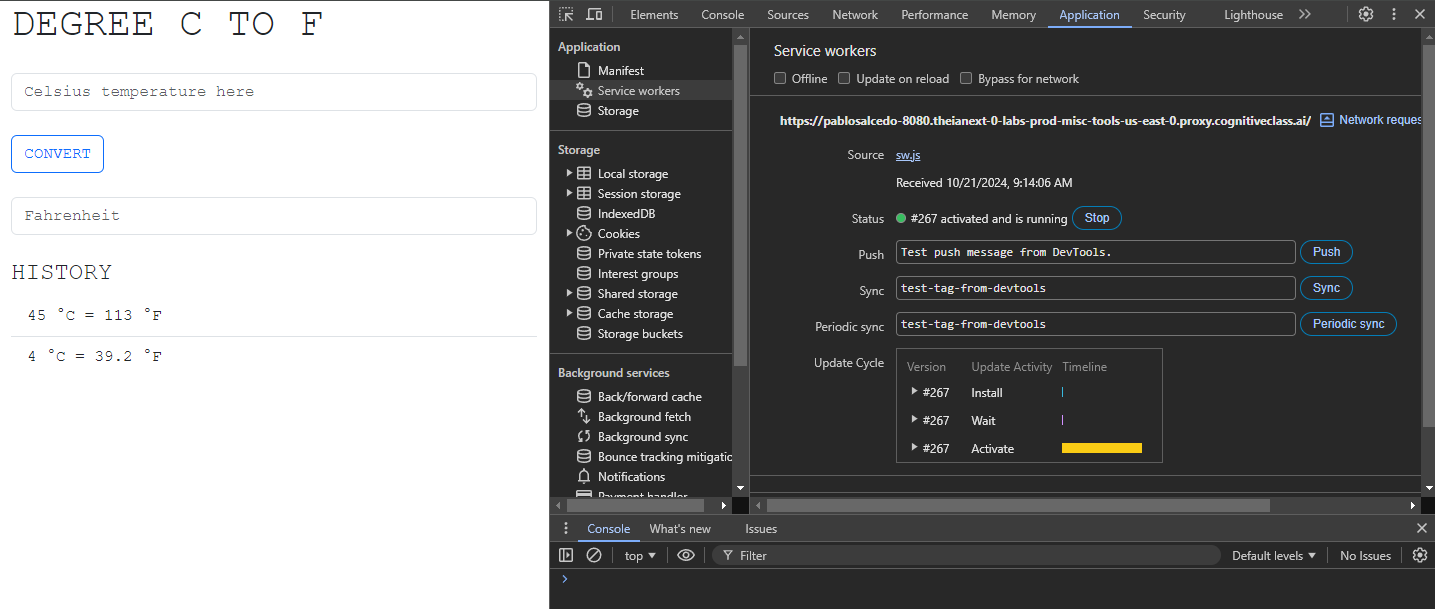 DEGREE C TO F
Celsius temperature here
CONVERT
Fahrenheit
HISTORY
45 °C = 113 °F
4 °C = 39.2 °F
Elements Console Sources Network Performance Memory Application Security Lighthouse
Application
Manifest
Service workers
Storage
Storage
Local storage
Session storage
IndexedDB
Cookies
Private state tokens
Interest groups
Shared storage
Cache storage
Storage buckets
Background services
Back/forward cache
Background fetch
Background sync
Bounce tracking mitigatio
Notifications
Payment handler
Service workers
Offline Update on reload Bypass for network
https://pablosalcedo-8080.theianext-0-labs-prod-misc-tools-us-east-0.proxy.cognitiveclass.ai/ Network reques
Source sw.js
Received 10/21/2024, 9:14:06 AM
Status #267 activated and is running Stop
Push Test push message from DevTools. Push
Sync test-tag-from-devtools Sync
Periodic sync test-tag-from-devtools Periodic sync
Update Cycle Version Update Activity Timeline
#267 Install
#267 Wait
#267 Activate
Console What's new Issues
top Filter Default levels No Issues